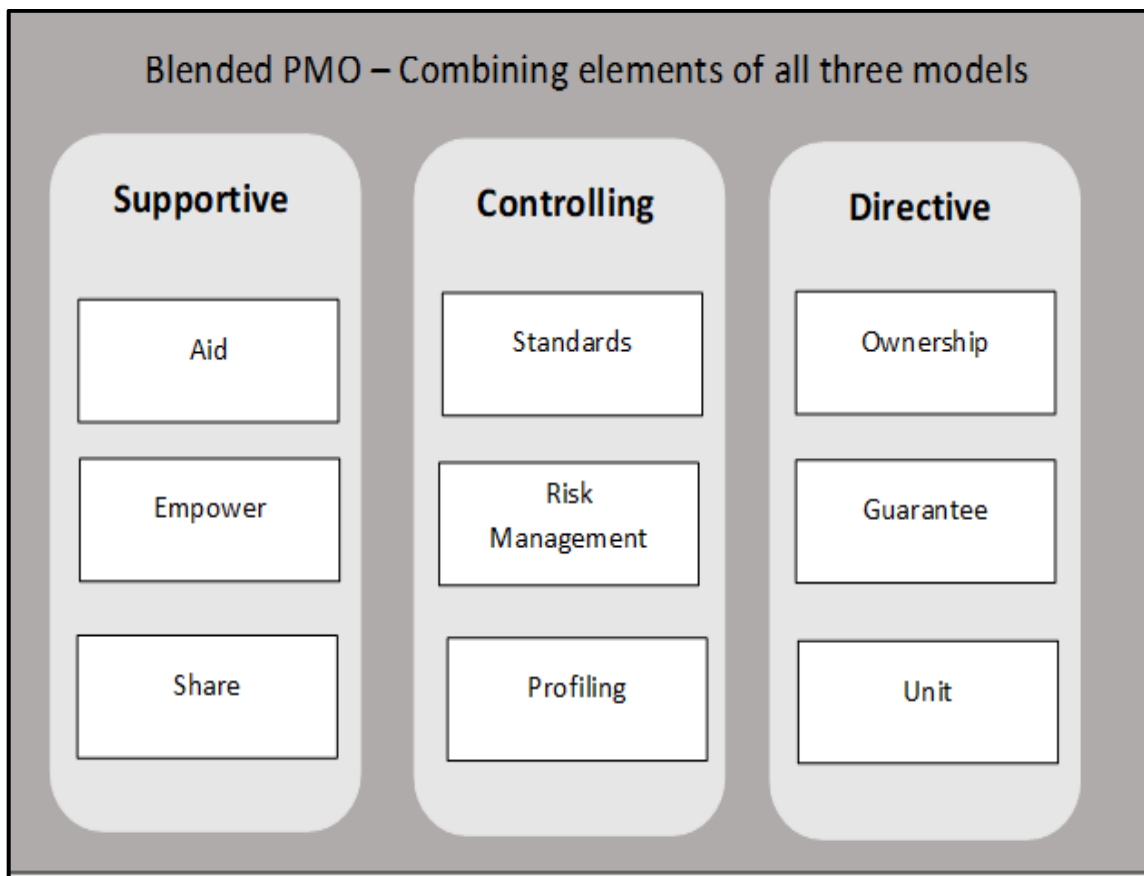 Blended PMO – Combining elements of all three models
Supportive
Aid
Empower
Share
Controlling
Standards
Risk
Management
Profiling
Directive
Ownership
Guarantee
Unit